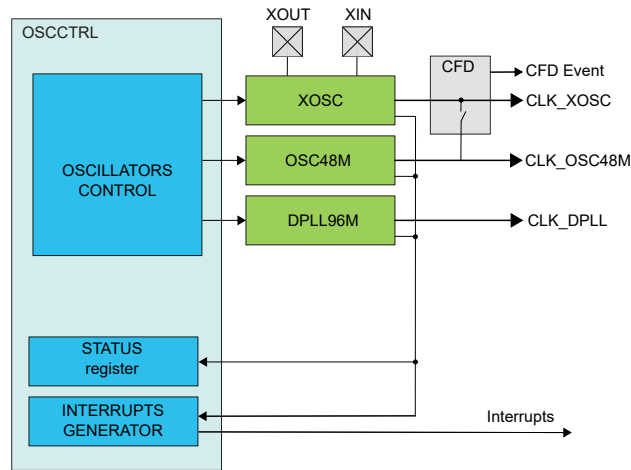 XOUT
XIN
OSCCTRL
CFD
CFD Event
XOSC
CLK_XOSC
OSC48M
CLK_OSC48M
OSCILLATORS
CONTROL
DPLL96M
CLK_DPLL
STATUS
register
INTERRUPTS
GENERATOR
Interrupts